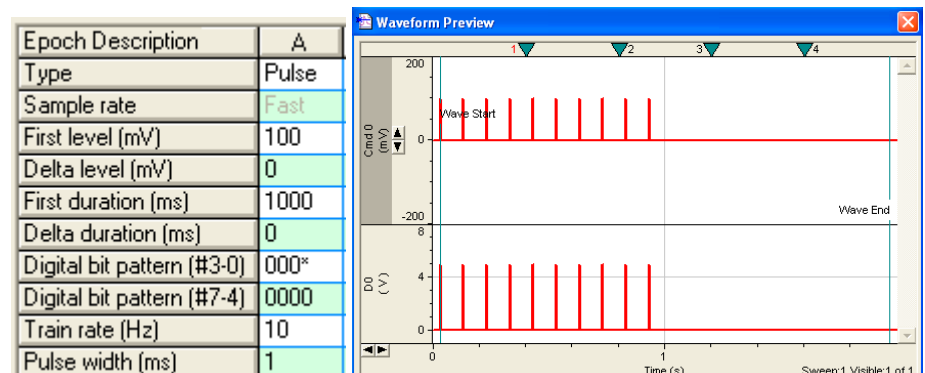 Epoch Description A
Type Pulse
Sample rate Fast
First level (mV) 100
Delta level (mV) 0
First duration (ms) 1000
Delta duration (ms) 0
Digital bit pattern (#3-0) 000*
Digital bit pattern (#7-4) 0000
Train rate (Hz) 10
Pulse width (ms) 1
Waveform Preview
1 2 3 4
200
Wave Start
Cmd 0
(mV)
0
-200
Wave End
8
D0
(V)
4
0
0 1
Time (s)
Sweep:1 Visible:1 of 1